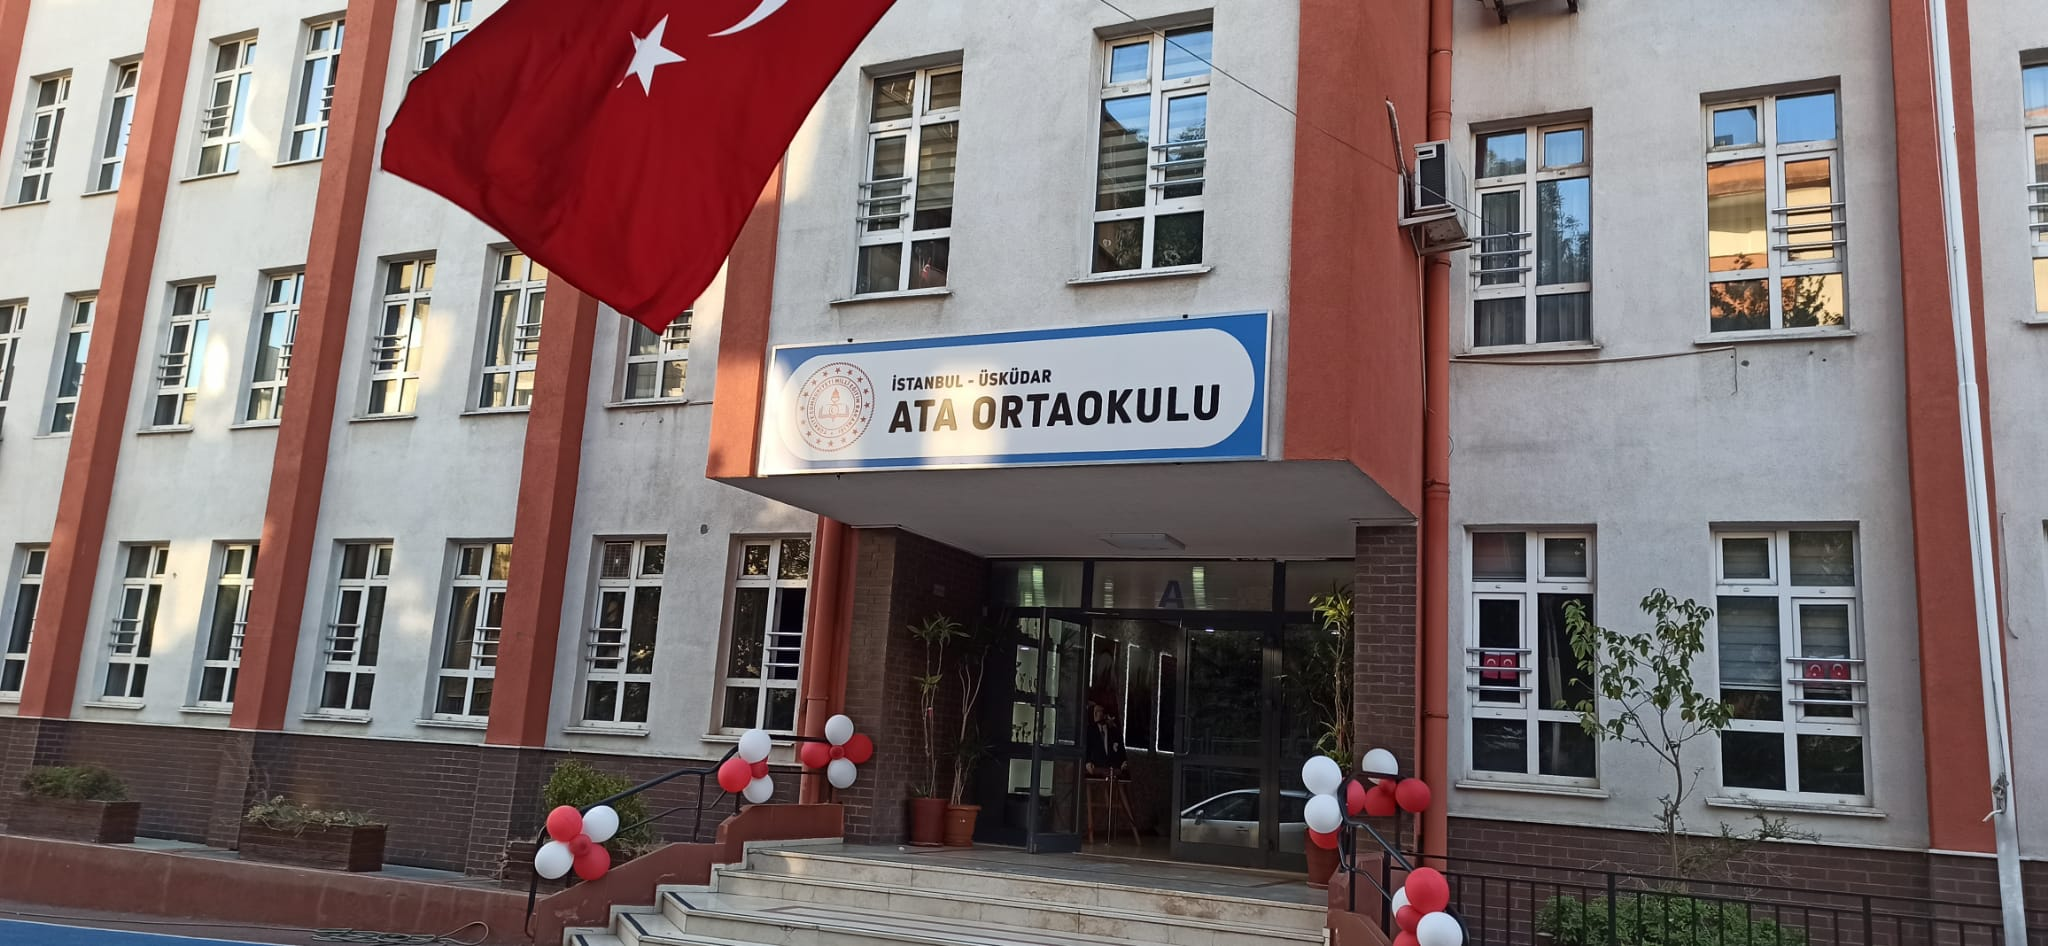 İSTANBUL - ÜSKÜDAR
ATA ORTAOKULU
A